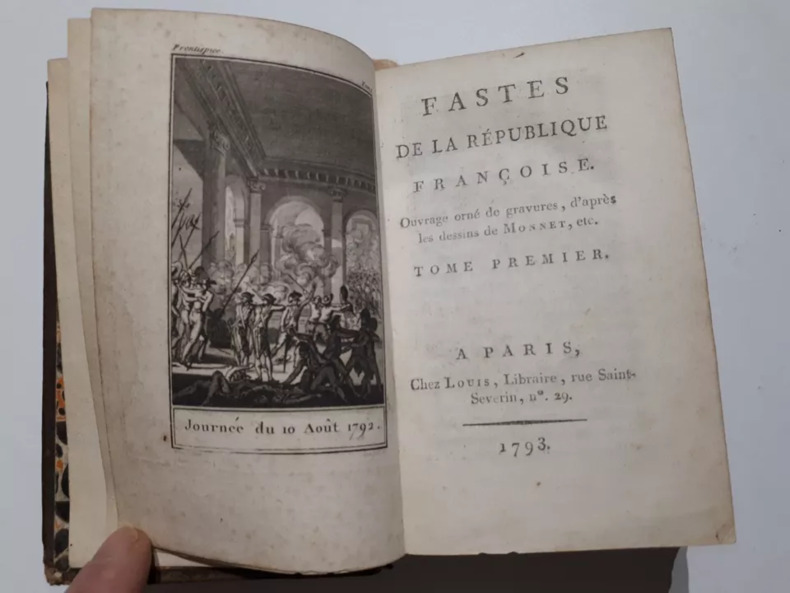 Frontispice
Journée du 10 Août 1792.
FASTES
DE LA RÉPUBLIQUE
FRANÇOISE.
Ouvrage orné de gravures, d'après
les dessins de MONNET, etc.
TOME PREMIER.
A PARIS,
Chez LOUIS, Libraire, rue Saint-
Severin, n°. 29.
1793.